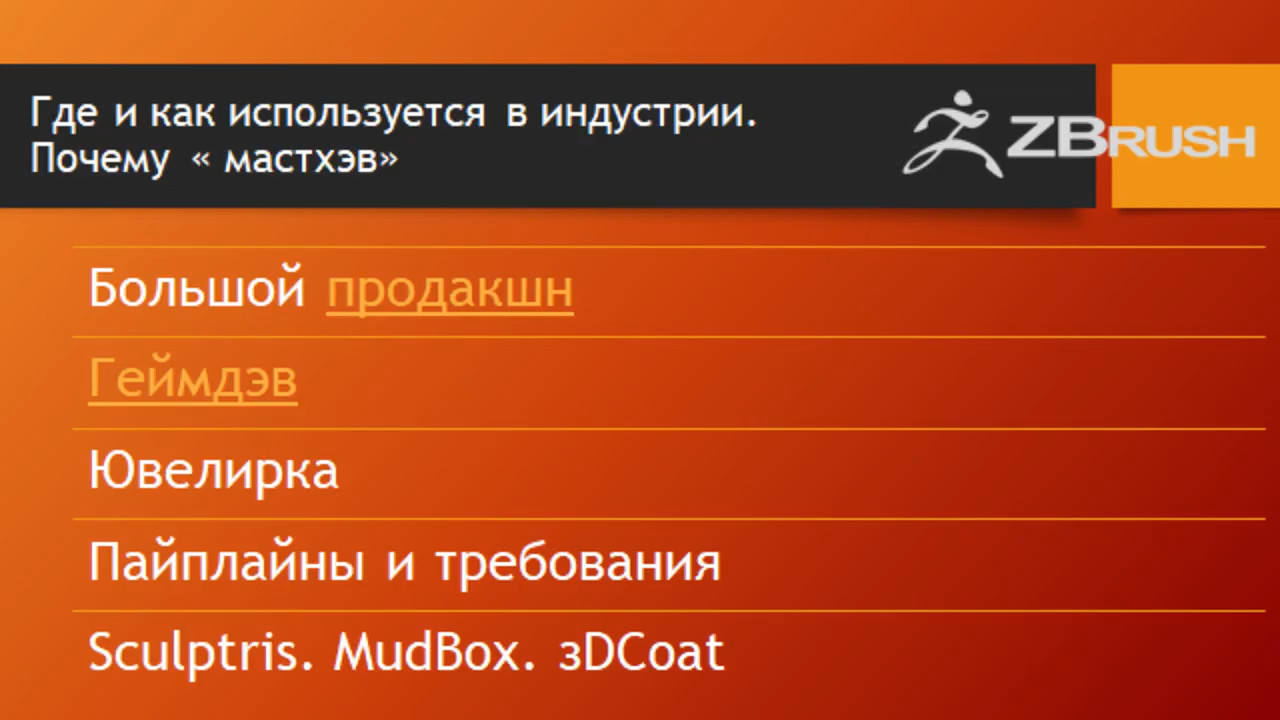 Где и как используется в индустрии.
Почему « мастхэв»
ZBRUSH
Большой продакшн
Геймдэв
Ювелирка
Пайплайны и требования
Sculptris. MudBox. 3DCoat